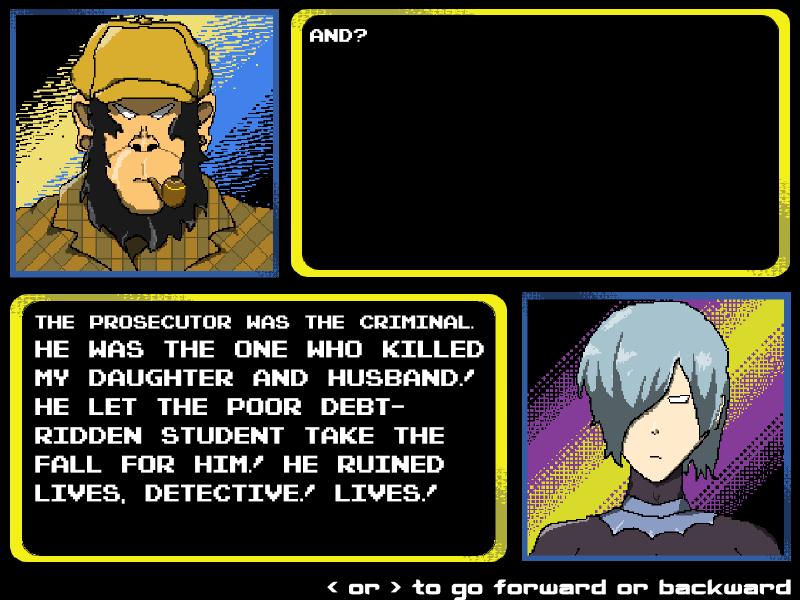 AND?
THE PROSECUTOR WAS THE CRIMINAL.
HE WAS THE ONE WHO KILLED
MY DAUGHTER AND HUSBAND!
HE LET THE POOR DEBT-
RIDDEN STUDENT TAKE THE
FALL FOR HIM! HE RUINED
LIVES, DETECTIVE! LIVES!
< or > to go forward or backward